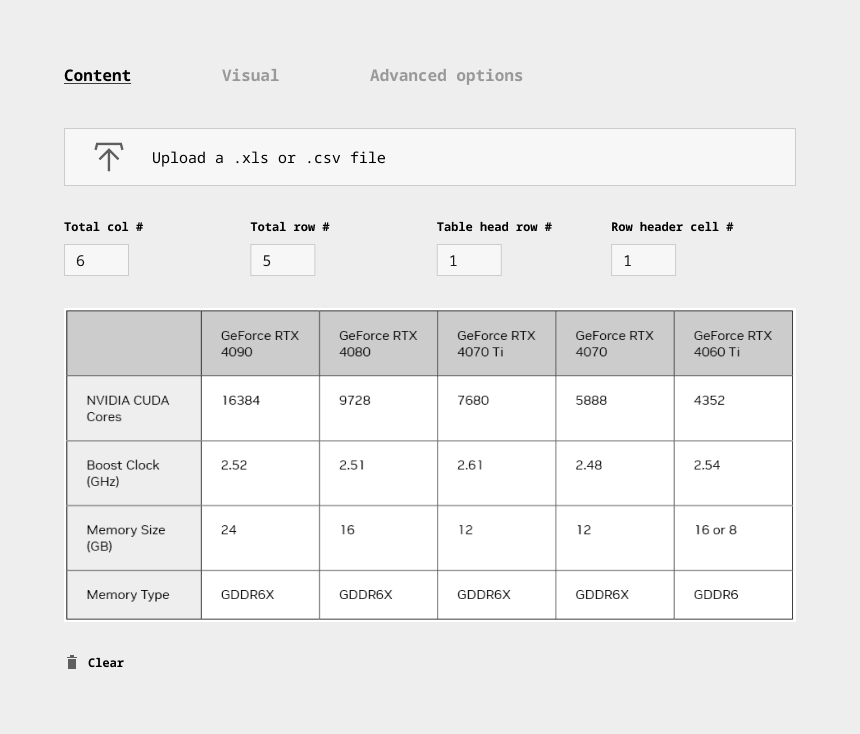 Content Visual Advanced options
Upload a .xls or .csv file
Total col # Total row # Table head row # Row header cell #
6 5 1 1
GeForce RTX GeForce RTX GeForce RTX GeForce RTX GeForce RTX
4090 4080 4070 Ti 4070 4060 Ti
NVIDIA CUDA 16384 9728 7680 5888 4352
Cores
Boost Clock 2.52 2.51 2.61 2.48 2.54
(GHz)
Memory Size 24 16 12 12 16 or 8
(GB)
Memory Type GDDR6X GDDR6X GDDR6X GDDR6X GDDR6
Clear